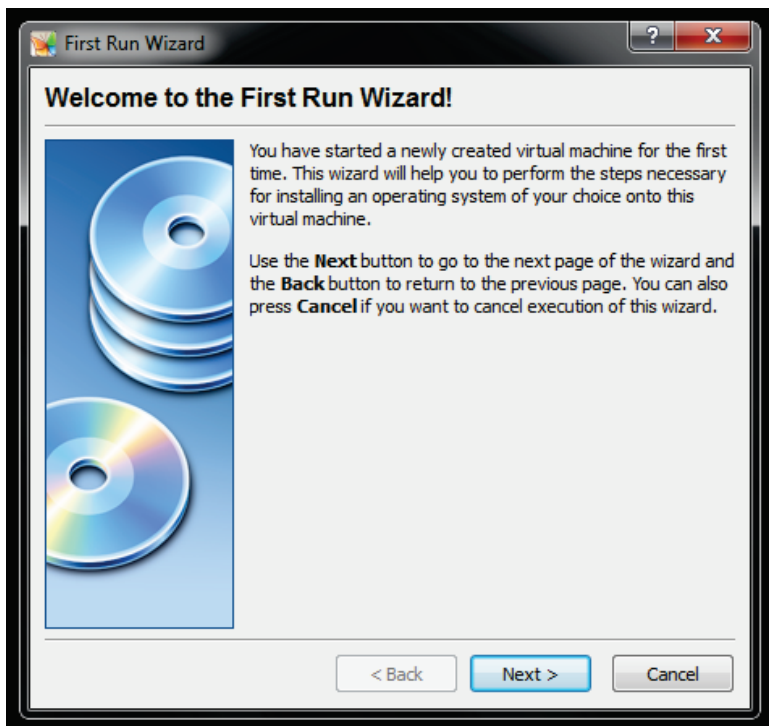 First Run Wizard
?
X
Welcome to the First Run Wizard!
You have started a newly created virtual machine for the first
time. This wizard will help you to perform the steps necessary
for installing an operating system of your choice onto this
virtual machine.
Use the Next button to go to the next page of the wizard and
the Back button to return to the previous page. You can also
press Cancel if you want to cancel execution of this wizard.
< Back
Next >
Cancel